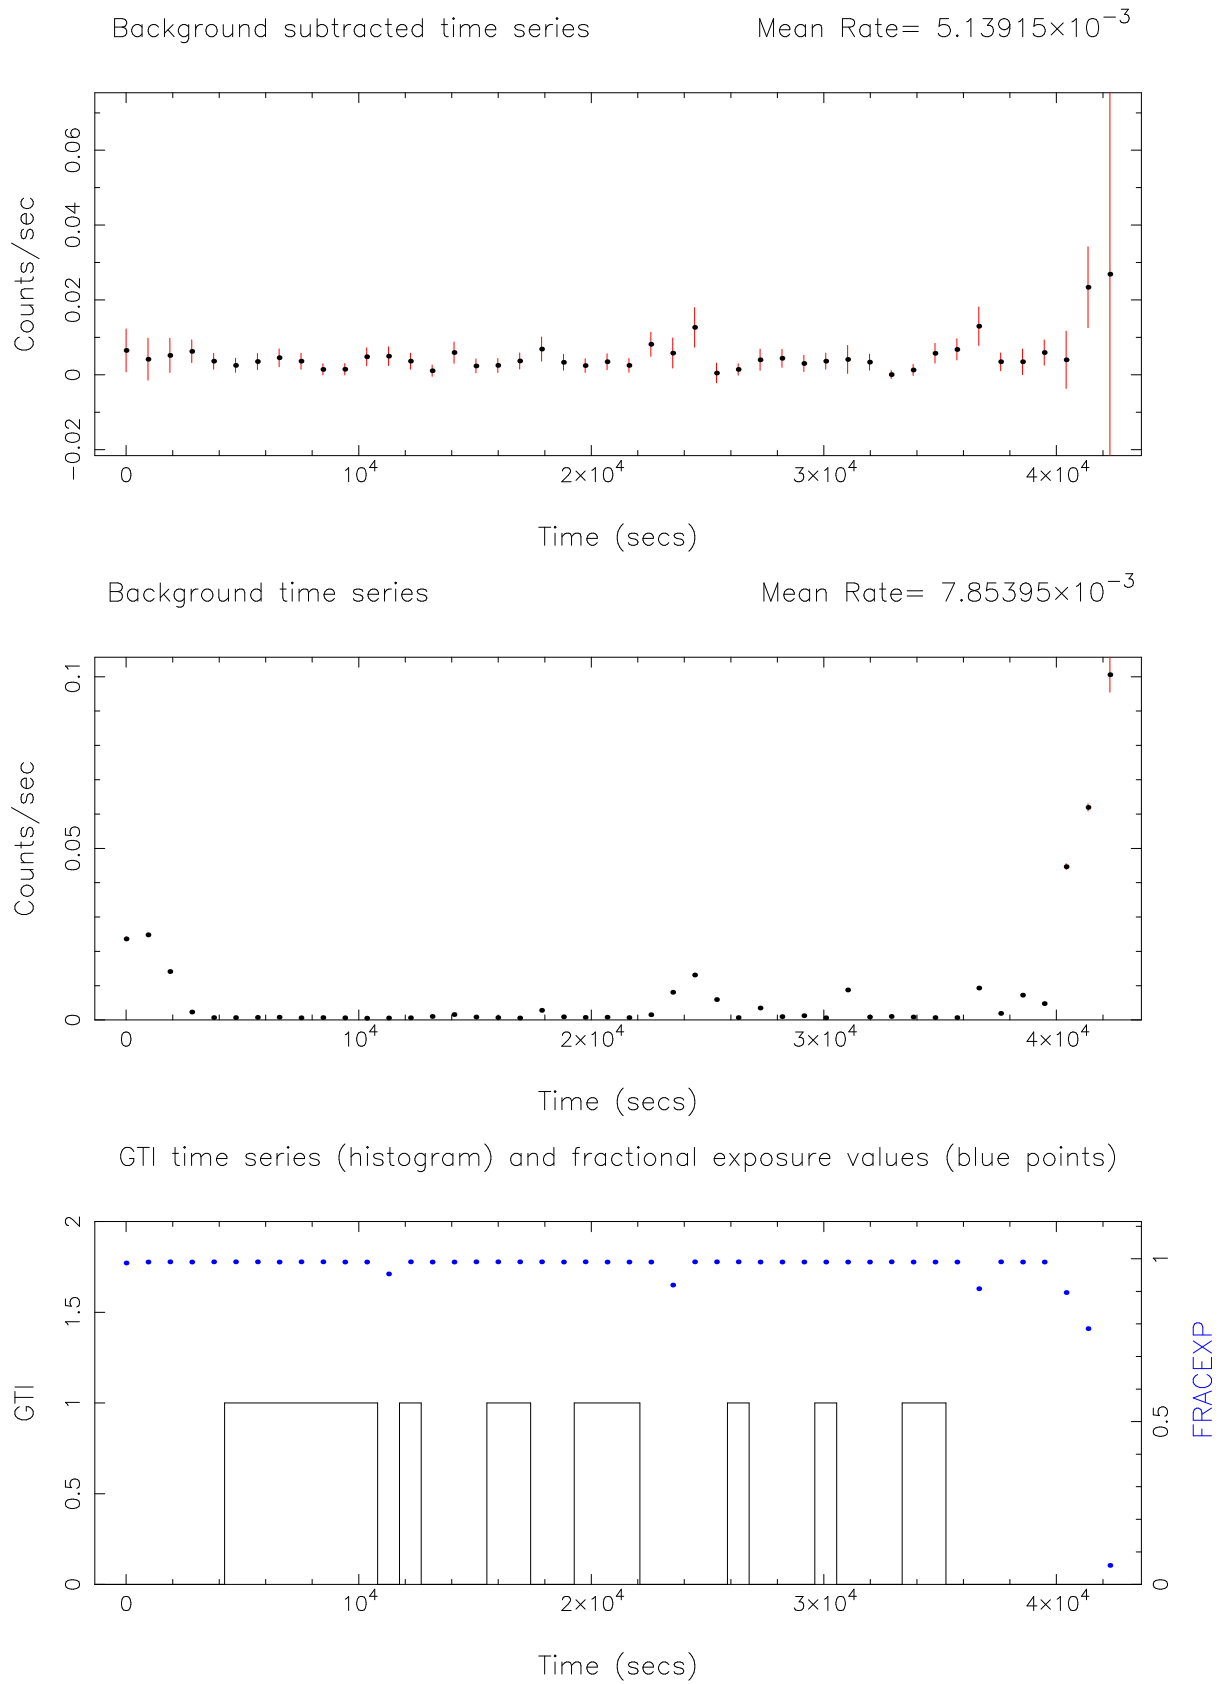 Background subtracted time series Mean Rate= 5.13915×10⁻³
Counts/sec
0.06
0.04
0.02
0
−0.02
0 10⁴ 2×10⁴ 3×10⁴ 4×10⁴
Time (secs)
Background time series Mean Rate= 7.85395×10⁻³
Counts/sec
0.1
0.05
0
0 10⁴ 2×10⁴ 3×10⁴ 4×10⁴
Time (secs)
GTI time series (histogram) and fractional exposure values (blue points)
GTI
2
1.5
1
0.5
0
1
0.5
0
FRACEXP
0 10⁴ 2×10⁴ 3×10⁴ 4×10⁴
Time (secs)